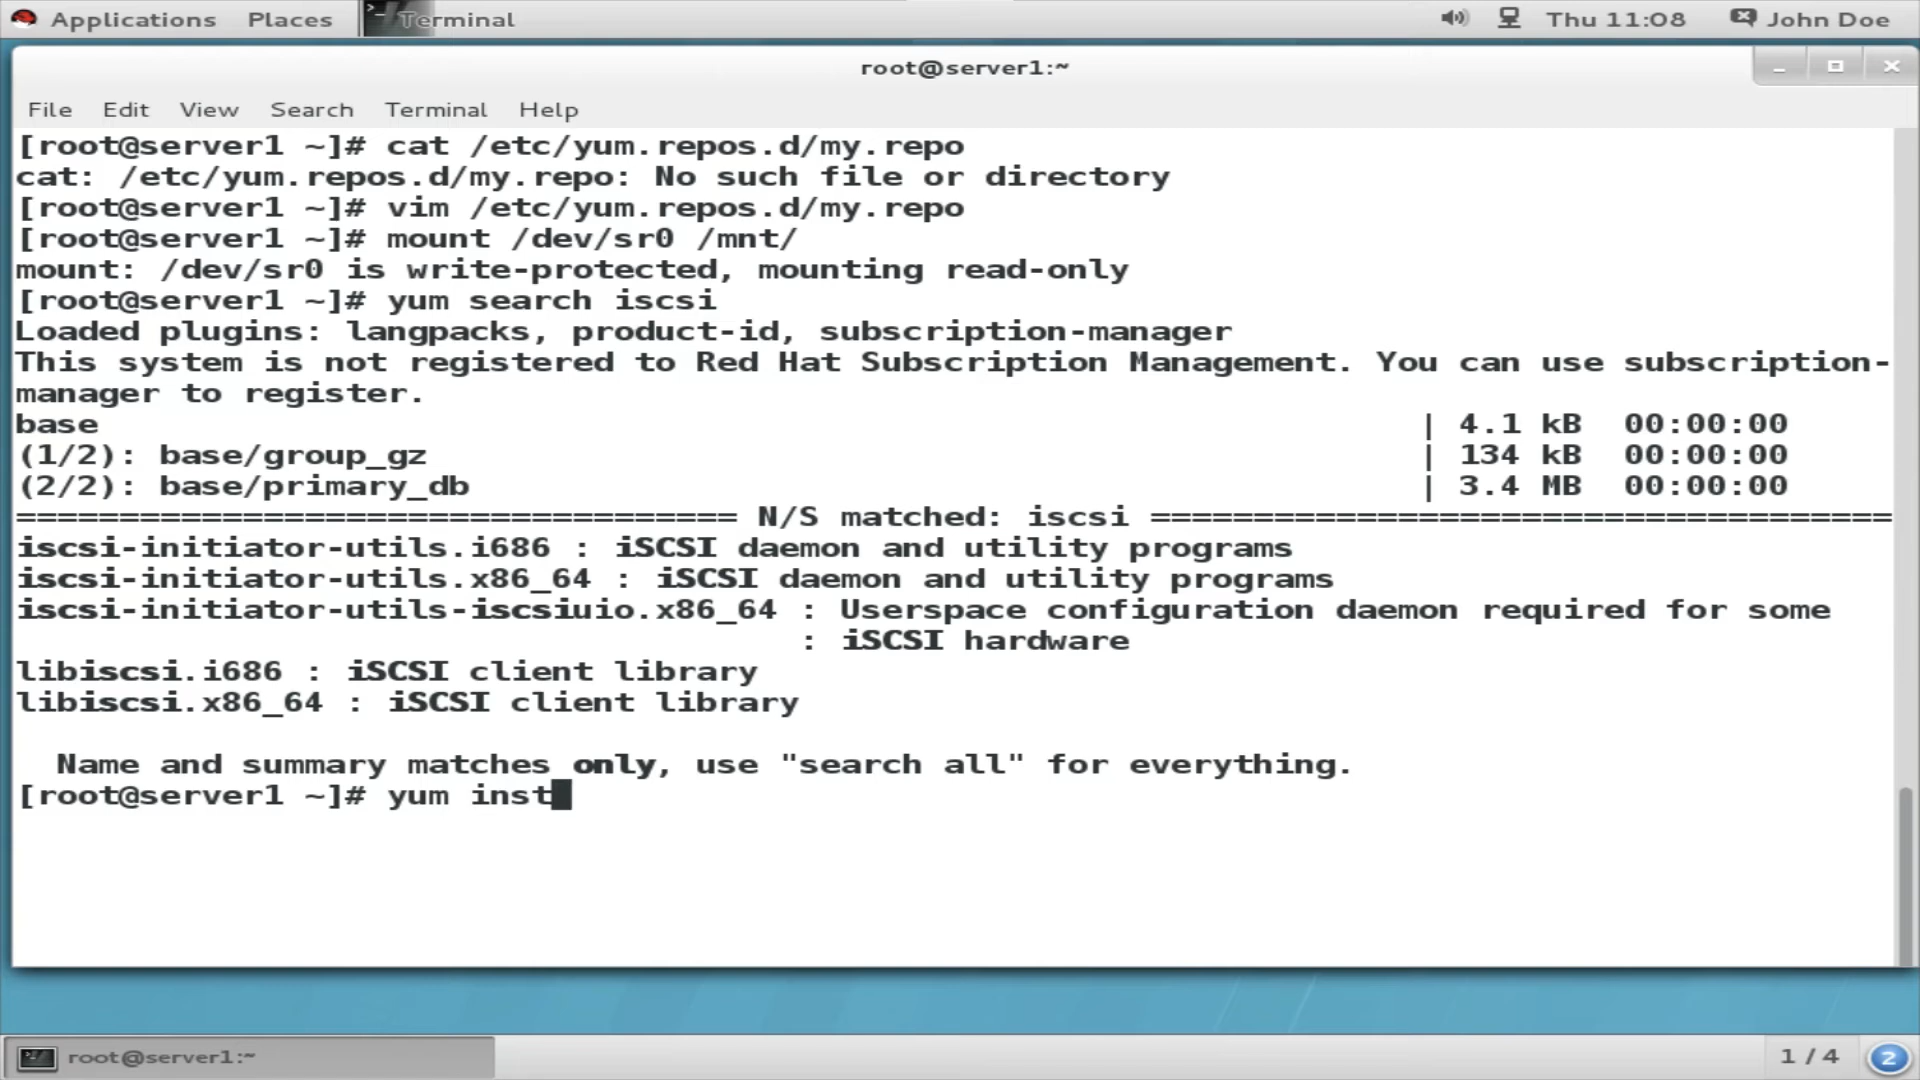 Applications Places Terminal Thu 11:08 John Doe
root@server1:~
File Edit View Search Terminal Help
[root@server1 ~]# cat /etc/yum.repos.d/my.repo
cat: /etc/yum.repos.d/my.repo: No such file or directory
[root@server1 ~]# vim /etc/yum.repos.d/my.repo
[root@server1 ~]# mount /dev/sr0 /mnt/
mount: /dev/sr0 is write-protected, mounting read-only
[root@server1 ~]# yum search iscsi
Loaded plugins: langpacks, product-id, subscription-manager
This system is not registered to Red Hat Subscription Management. You can use subscription-
manager to register.
base | 4.1 kB 00:00:00
(1/2): base/group_gz | 134 kB 00:00:00
(2/2): base/primary_db | 3.4 MB 00:00:00
=================================== N/S matched: iscsi ====================================
iscsi-initiator-utils.i686 : iSCSI daemon and utility programs
iscsi-initiator-utils.x86_64 : iSCSI daemon and utility programs
iscsi-initiator-utils-iscsiuio.x86_64 : Userspace configuration daemon required for some
: iSCSI hardware
libiscsi.i686 : iSCSI client library
libiscsi.x86_64 : iSCSI client library
Name and summary matches only, use "search all" for everything.
[root@server1 ~]# yum inst
root@server1:~ 1 / 4 2